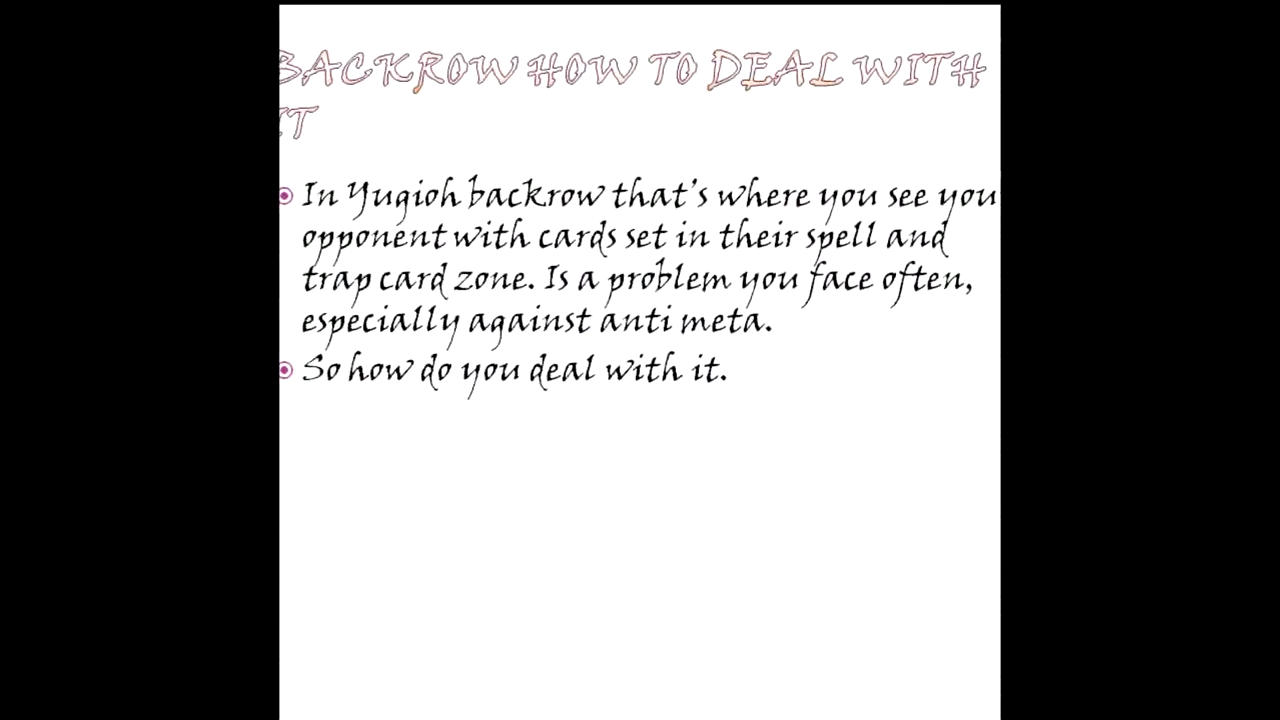 BACKROW HOW TO DEAL WITH
IT
In Yugioh backrow that's where you see you
opponent with cards set in their spell and
trap card zone. Is a problem you face often,
especially against anti meta.
So how do you deal with it.